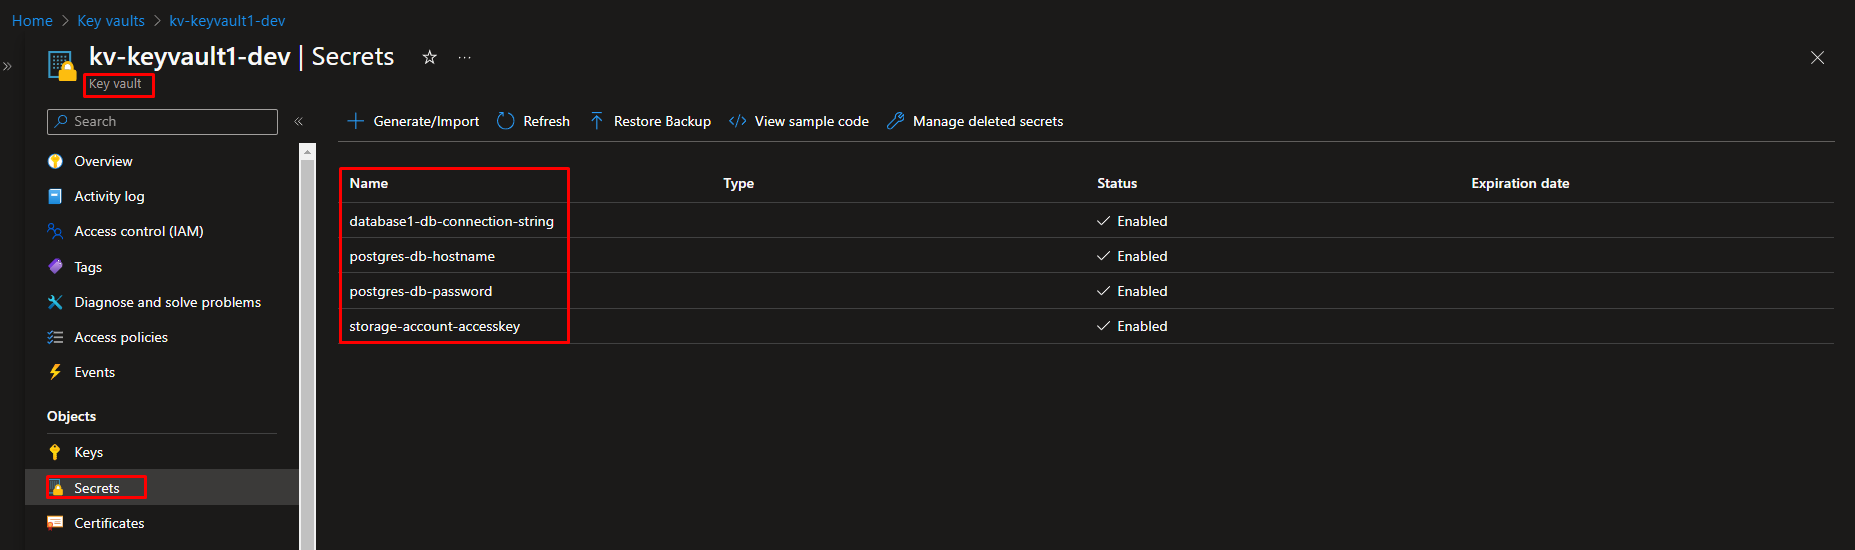 Home > Key vaults > kv-keyvault1-dev
kv-keyvault1-dev | Secrets
Key vault
Search
Generate/Import
Refresh
Restore Backup
View sample code
Manage deleted secrets
Overview
Activity log
Access control (IAM)
Tags
Diagnose and solve problems
Access policies
Events
Objects
Keys
Secrets
Certificates
Name Type Status Expiration date
database1-db-connection-string Enabled
postgres-db-hostname Enabled
postgres-db-password Enabled
storage-account-accesskey Enabled